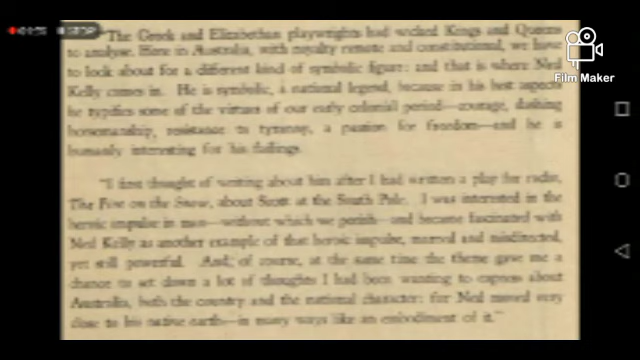 "The Greek and Elizabethan playwrights had wicked Kings and Queens
to analyse. Here in Australia, with royalty remote and constitutional, we have
to look about for a different kind of symbolic figure: and that is where Ned
Kelly comes in. He is symbolic, a national legend, because in his best aspects
he typifies some of the virtues of our early colonial period—courage, dashing
horsemanship, resistance to tyranny, a passion for freedom—and he is
humanly interesting for his failings.
"I first thought of writing about him after I had written a play for radio,
The Fire on the Snow, about Scott at the South Pole. I was interested in the
heroic impulse in man—without which we perish—and became fascinated with
Ned Kelly as another example of that heroic impulse, marred and misdirected,
yet still powerful. And, of course, at the same time the theme gave me a
chance to set down a lot of thoughts I had been wanting to express about
Australia, both the country and the national character: for Ned moved very
close to his native earth—in many ways like an embodiment of it."
Film Maker